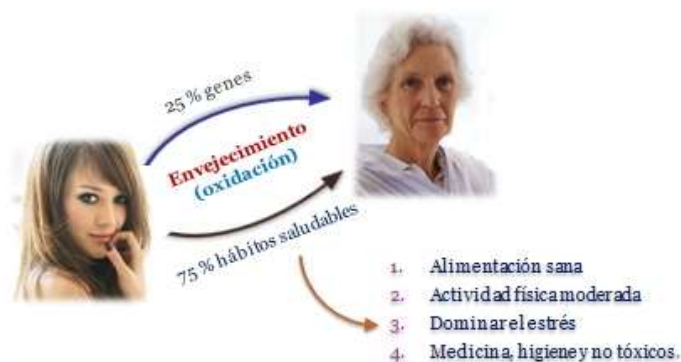 25% genes
Envejecimiento
(oxidación)
75% hábitos saludables
1. Alimentación sana
2. Actividad física moderada
3. Dominar el estrés
4. Medicina, higiene y no tóxicos.